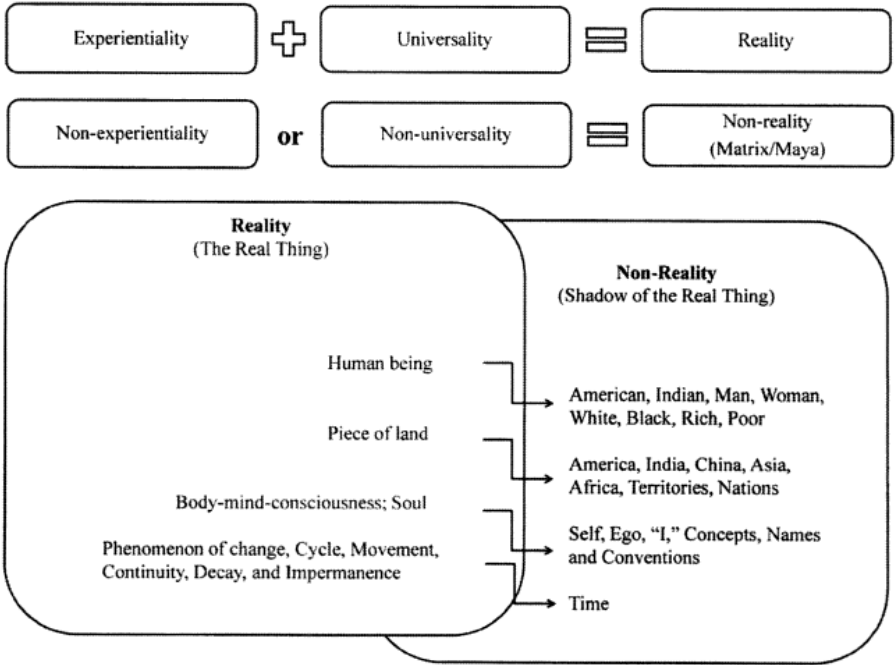 Experientiality
Universality
Reality
Non-experientiality
or
Non-universality
Non-reality
(Matrix/Maya)
Reality
(The Real Thing)
Non-Reality
(Shadow of the Real Thing)
Human being
American, Indian, Man, Woman,
White, Black, Rich, Poor
Piece of land
America, India, China, Asia,
Africa, Territories, Nations
Body-mind-consciousness; Soul
Self, Ego, “I,” Concepts, Names
and Conventions
Phenomenon of change, Cycle, Movement,
Continuity, Decay, and Impermanence
Time